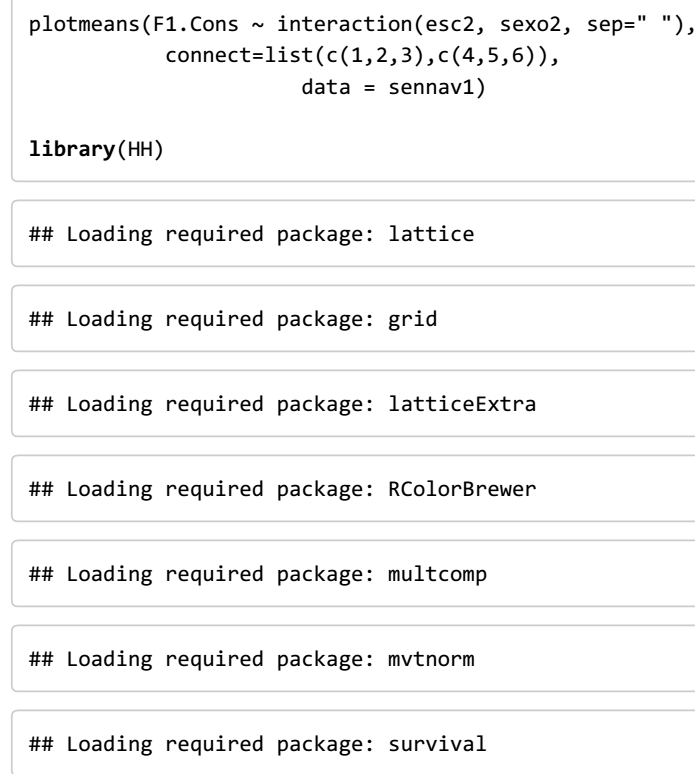 plotmeans(F1.Cons ~ interaction(esc2, sexo2, sep=" "),
connect=list(c(1,2,3),c(4,5,6)),
data = sennav1)
library(HH)
## Loading required package: lattice
## Loading required package: grid
## Loading required package: latticeExtra
## Loading required package: RColorBrewer
## Loading required package: multcomp
## Loading required package: mvtnorm
## Loading required package: survival